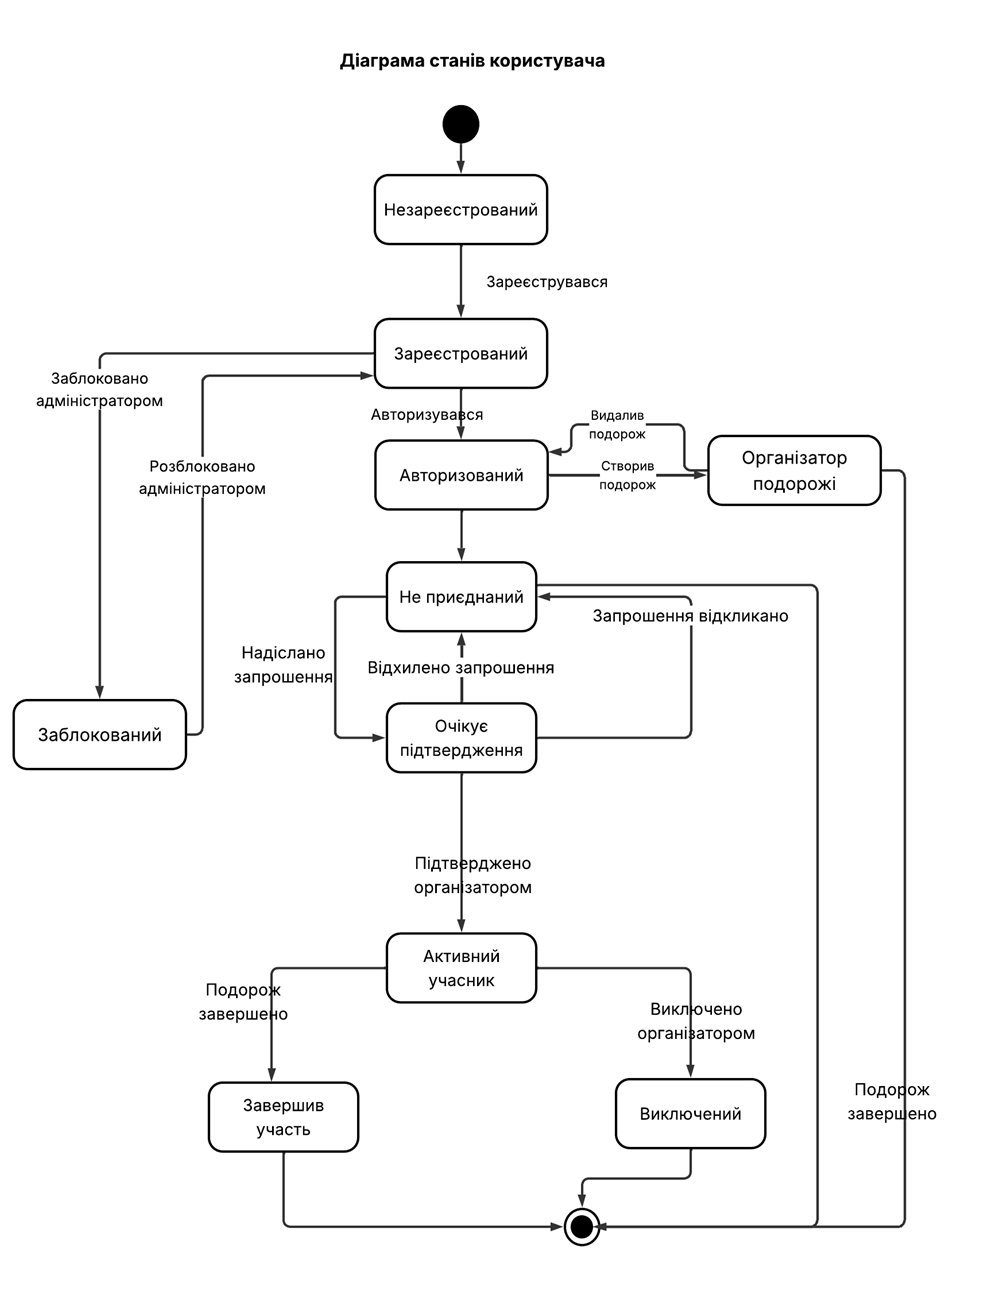 Діаграма станів користувача
Незареєстрований
Зареєструвався
Зареєстрований
Заблоковано
адміністратором
Авторизувався
Видалив
подорож
Розблоковано
адміністратором
Авторизований
Створив
подорож
Організатор
подорожі
Не приєднаний
Запрошення відкликано
Надіслано
запрошення
Відхилено запрошення
Заблокований
Очікує
підтвердження
Підтверджено
організатором
Активний
учасник
Подорож
завершено
Виключено
організатором
Завершив
участь
Виключений
Подорож
завершено